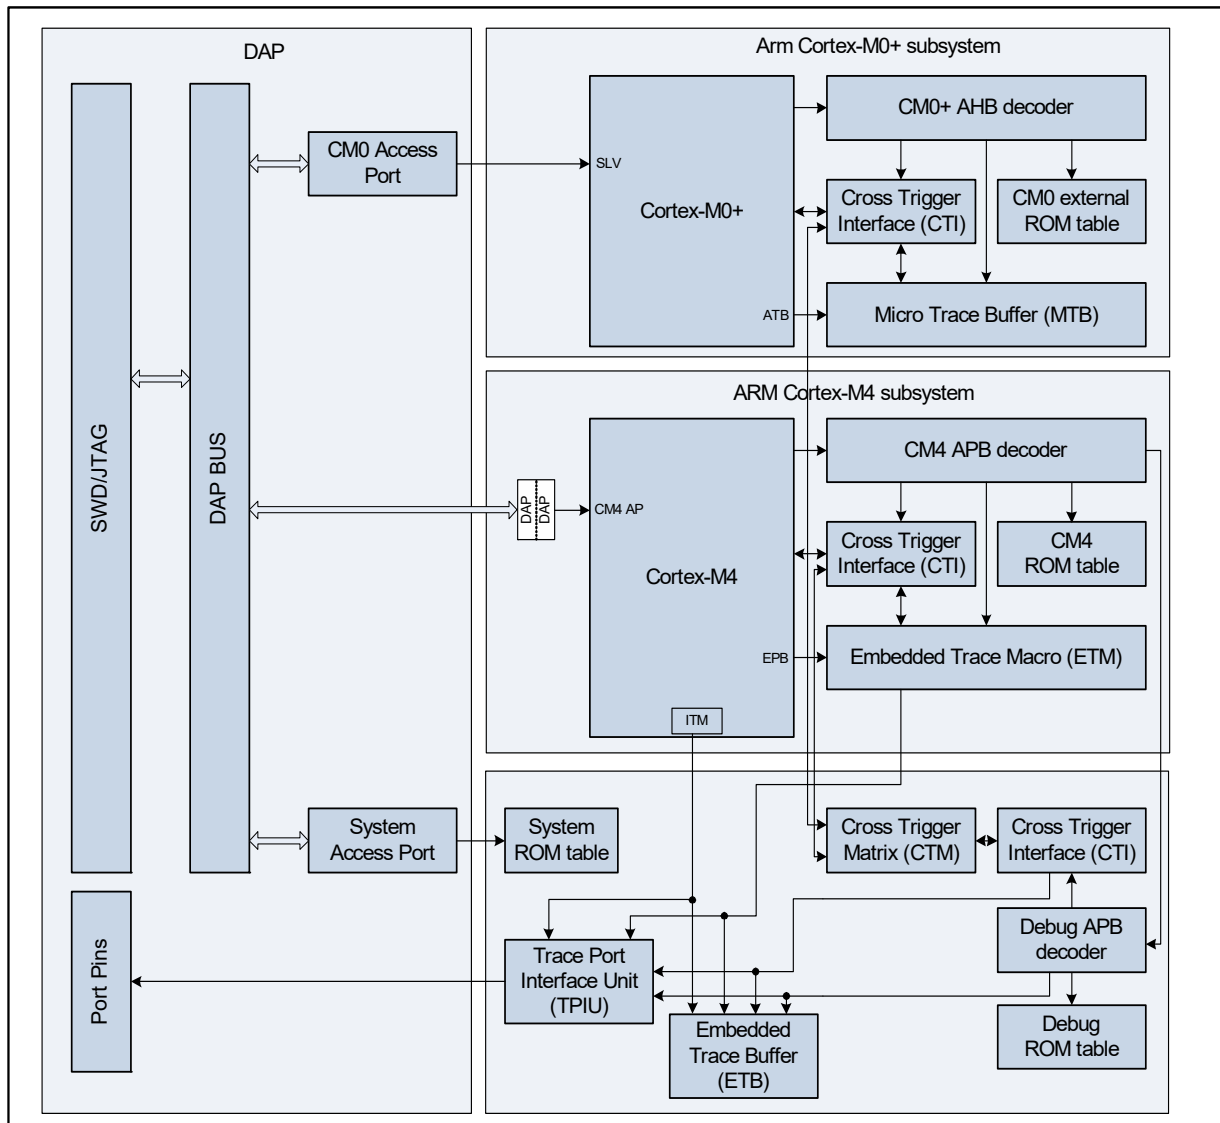 DAP
SWD/JTAG
DAP BUS
CM0 Access
Port
System
Access Port
Port Pins
Arm Cortex-M0+ subsystem
SLV
Cortex-M0+
ATB
CM0+ AHB decoder
Cross Trigger
Interface (CTI)
CM0 external
ROM table
Micro Trace Buffer (MTB)
ARM Cortex-M4 subsystem
DAP
DAP
CM4 AP
Cortex-M4
EPB
ITM
CM4 APB decoder
Cross Trigger
Interface (CTI)
CM4
ROM table
Embedded Trace Macro (ETM)
System
ROM table
Cross Trigger
Matrix (CTM)
Cross Trigger
Interface (CTI)
Debug APB
decoder
Trace Port
Interface Unit
(TPIU)
Embedded
Trace Buffer
(ETB)
Debug
ROM table